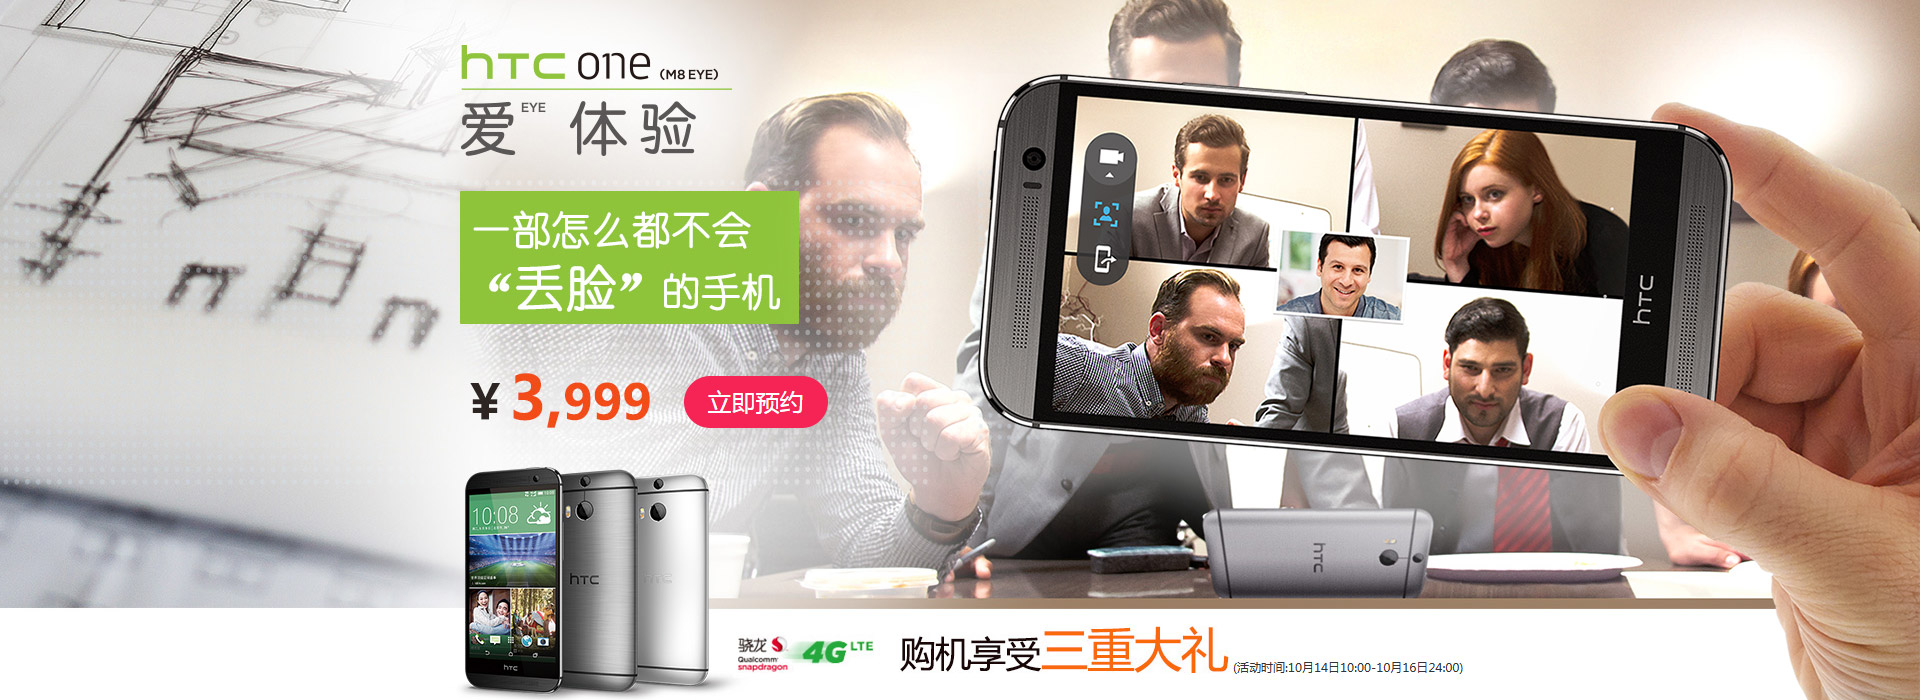 hTC one (M8 EYE)
爱 EYE 体验
一部怎么都不会
“丢脸”的手机
¥ 3,999 立即预约
hTC
10:08
hTC
hTC
hTC
hTC
骁龙
Qualcomm
snapdragon
4G LTE
购机享受三重大礼 (活动时间:10月14日10:00-10月16日24:00)